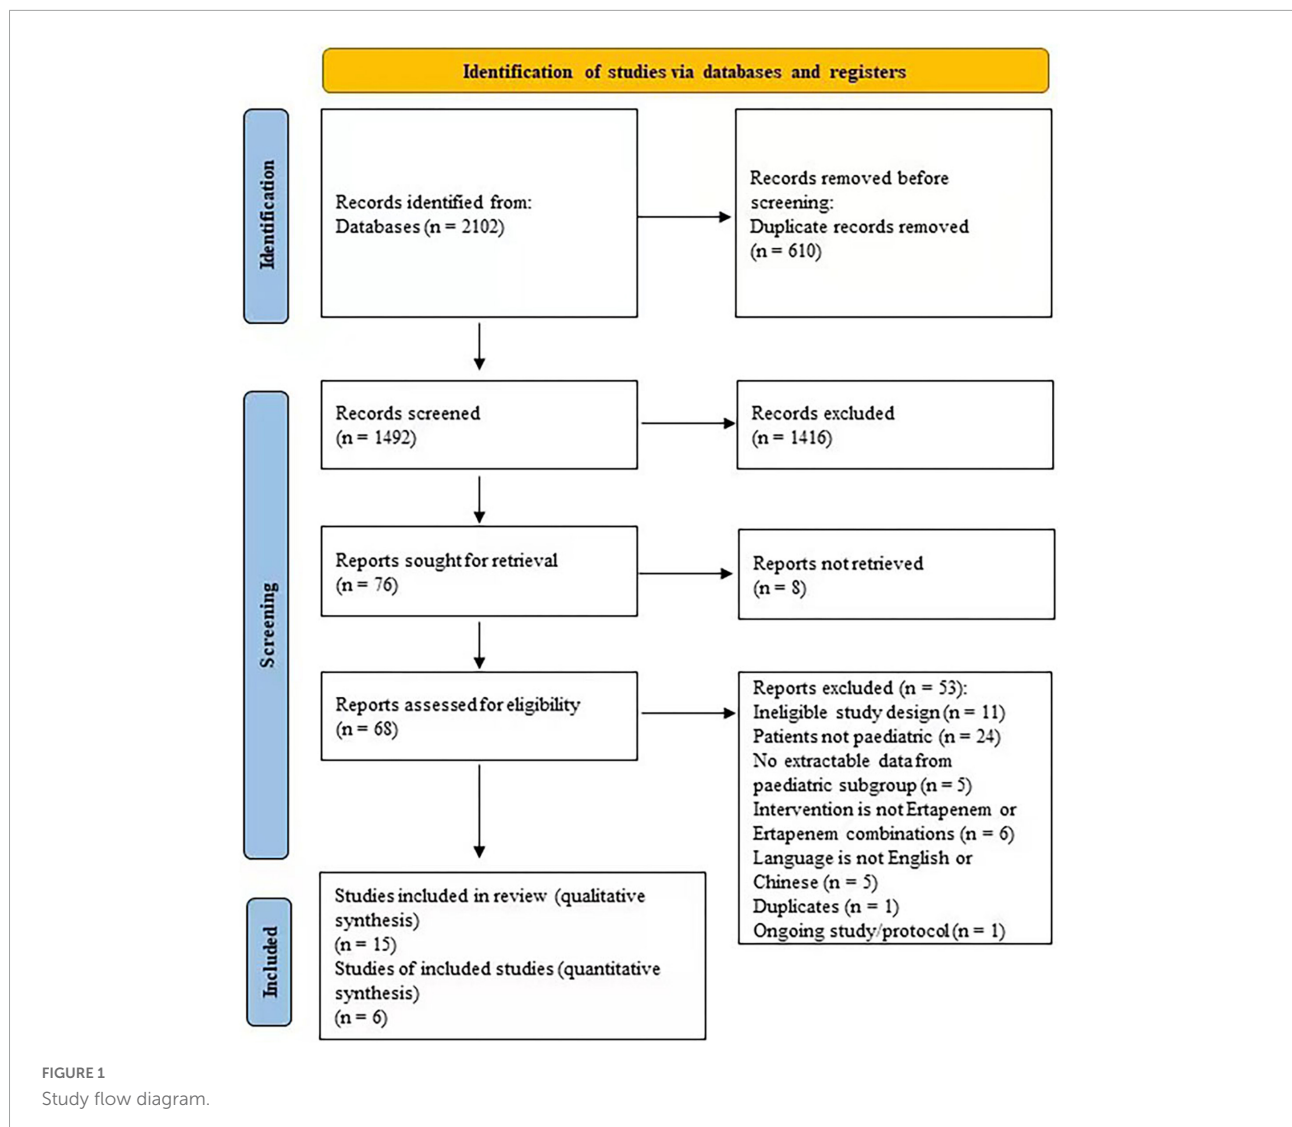 Identification of studies via databases and registers
Identification
Records identified from:
Databases (n = 2102)
Records removed before
screening:
Duplicate records removed
(n = 610)
Screening
Records screened
(n = 1492)
Records excluded
(n = 1416)
Reports sought for retrieval
(n = 76)
Reports not retrieved
(n = 8)
Reports assessed for eligibility
(n = 68)
Reports excluded (n = 53):
Ineligible study design (n = 11)
Patients not paediatric (n = 24)
No extractable data from
paediatric subgroup (n = 5)
Intervention is not Ertapenem or
Ertapenem combinations (n = 6)
Language is not English or
Chinese (n = 5)
Duplicates (n = 1)
Ongoing study/protocol (n = 1)
Included
Studies included in review (qualitative
synthesis)
(n = 15)
Studies of included studies (quantitative
synthesis)
(n = 6)
FIGURE 1
Study flow diagram.